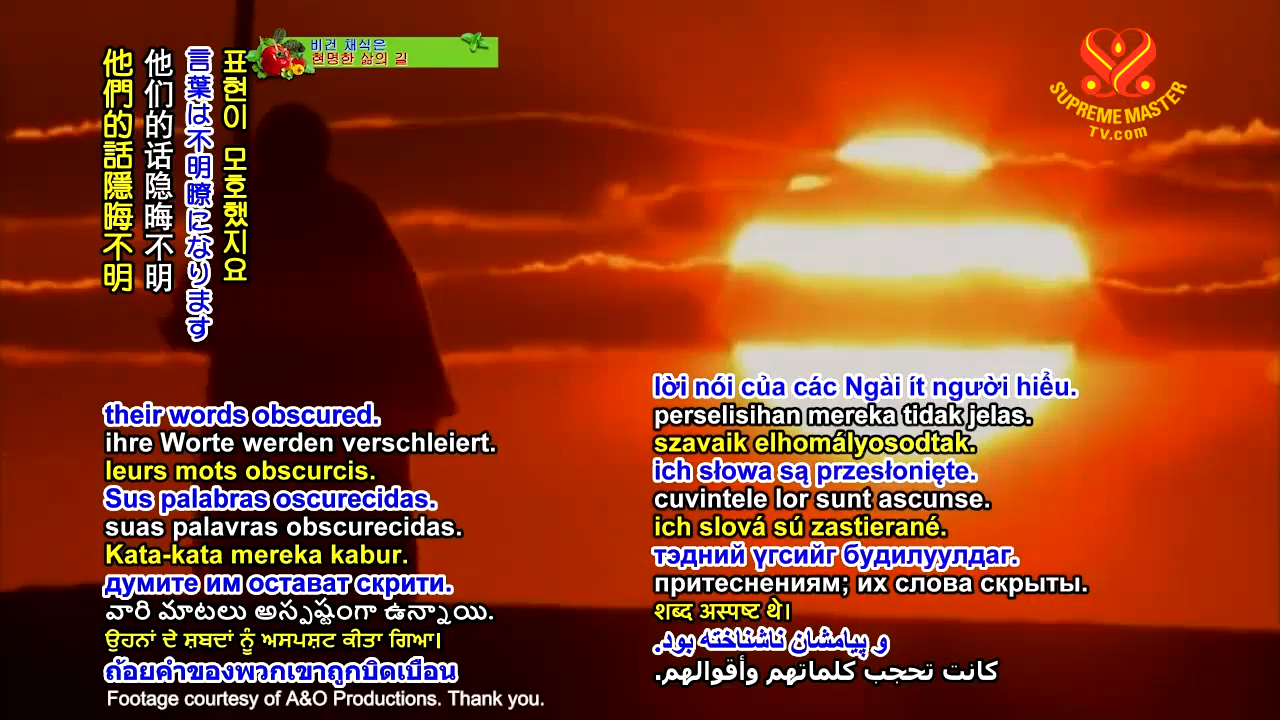 비건 채식은
현명한 삶의 길
SUPREME MASTER
TV.com
표현이 모호했지요
言葉は不明瞭になります
他们的话隐晦不明
他們的話隱晦不明
their words obscured.
ihre Worte werden verschleiert.
leurs mots obscurcis.
Sus palabras oscurecidas.
suas palavras obscurecidas.
Kata-kata mereka kabur.
думите им остават скрити.
వారి మాటలు అస్పష్టంగా ఉన్నాయి.
ਉਹਨਾਂ ਦੇ ਸ਼ਬਦਾਂ ਨੂੰ ਅਸਪਸ਼ਟ ਕੀਤਾ ਗਿਆ।
ถ้อยคำของพวกเขาถูกบิดเบือน
lời nói của các Ngài ít người hiểu.
perselisihan mereka tidak jelas.
szavaik elhomályosodtak.
ich słowa są przesłonięte.
cuvintele lor sunt ascunse.
ich slová sú zastierané.
тэдний үгсийг будилуулдаг.
притеснениям; их слова скрыты.
शब्द अस्पष्ट थे।
و پیامشان ناشناخته بود.
كانت تحجب كلماتهم وأقوالهم.
Footage courtesy of A&O Productions. Thank you.